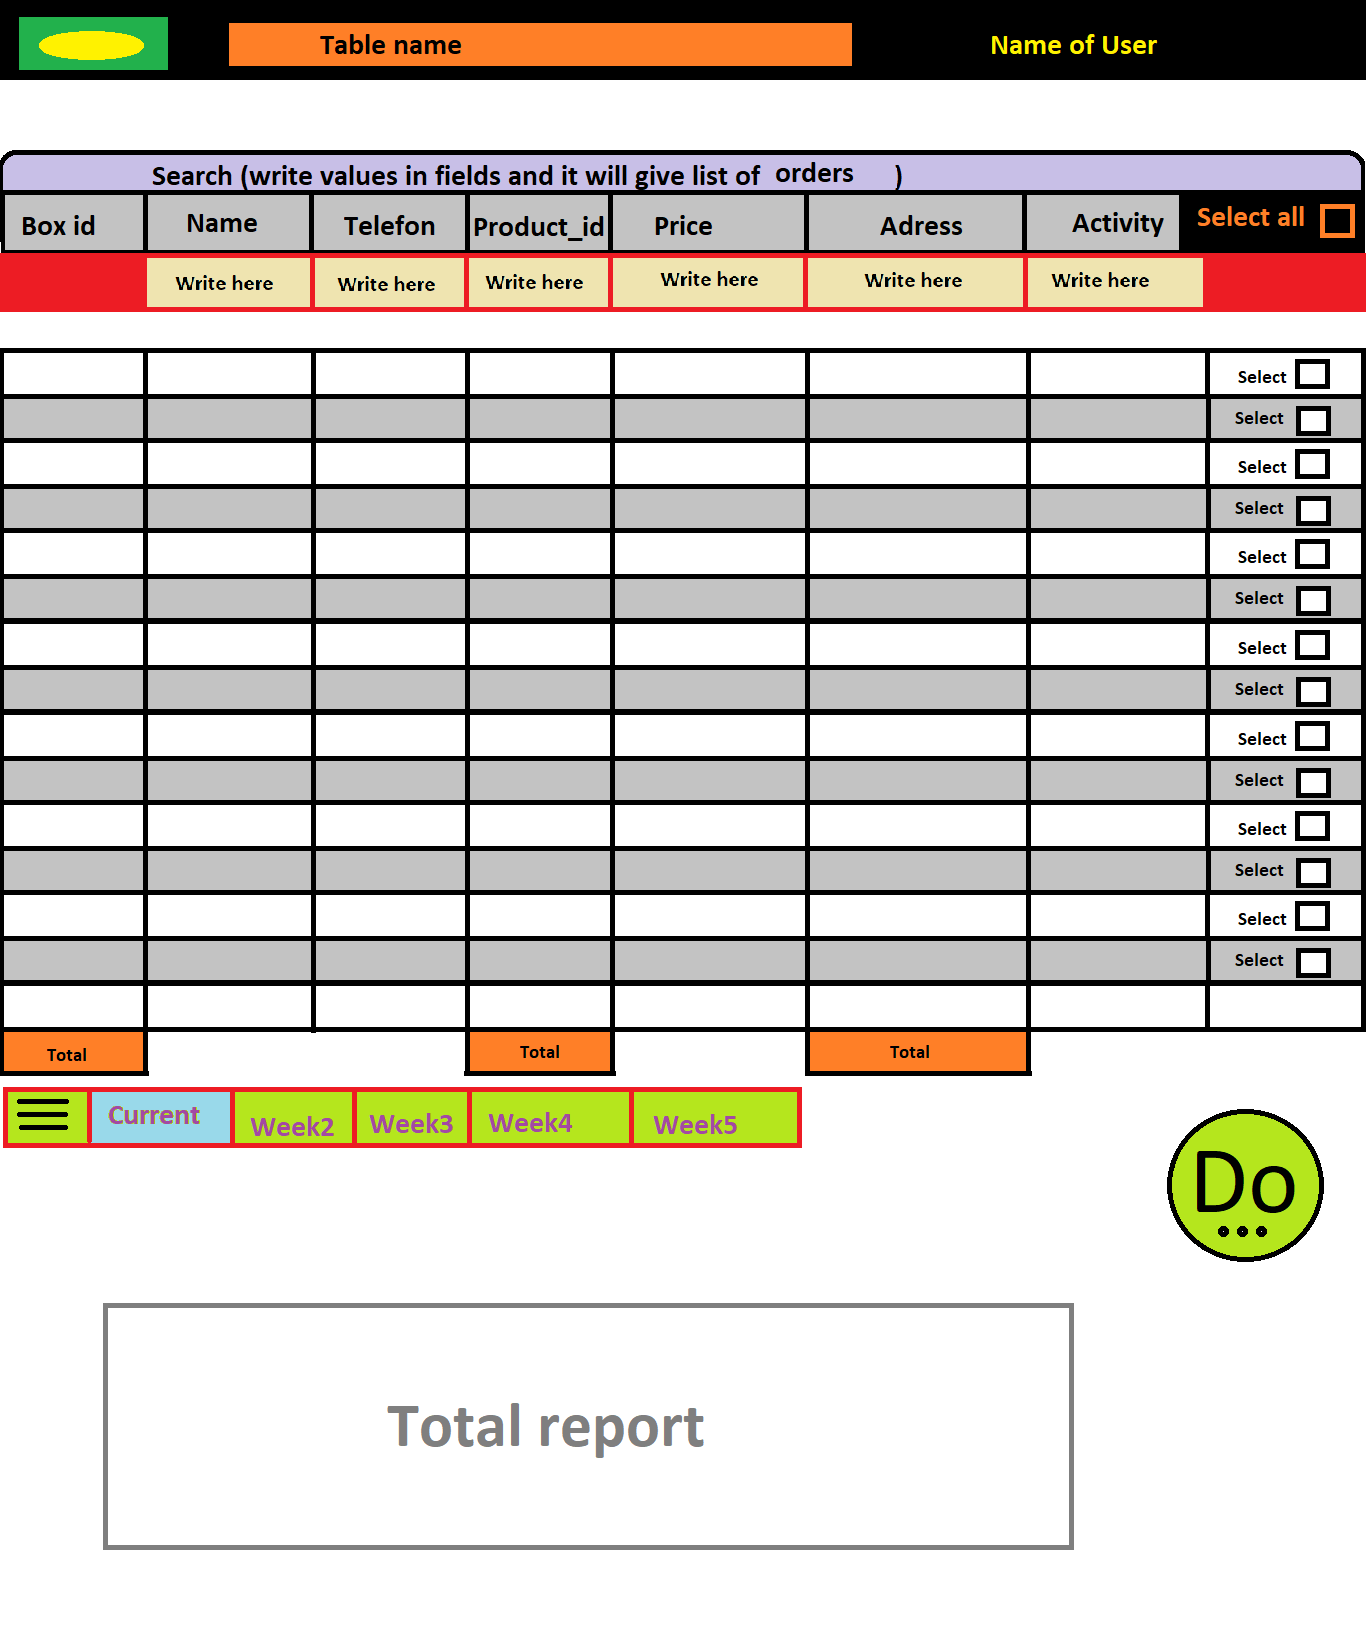 Table name
Name of User
Search (write values in fields and it will give list of orders )
Box id Name Telefon Product_id Price Adress Activity Select all
Write here Write here Write here Write here Write here Write here
Select
Select
Select
Select
Select
Select
Select
Select
Select
Select
Select
Select
Select
Select
Total Total Total
Current Week2 Week3 Week4 Week5
Do
Total report